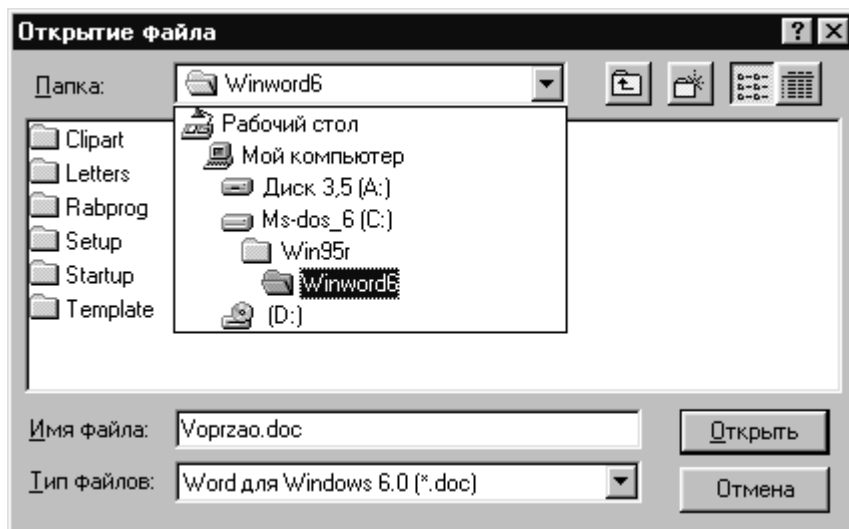 Открытие файла
Папка:
Winword6
Clipart
Letters
Rabprog
Setup
Startup
Template
Рабочий стол
Мой компьютер
Диск 3,5 (A:)
Ms-dos_6 (C:)
Win95r
Winword6
(D:)
Имя файла:
Voprzao.doc
Открыть
Тип файлов:
Word для Windows 6.0 (*.doc)
Отмена